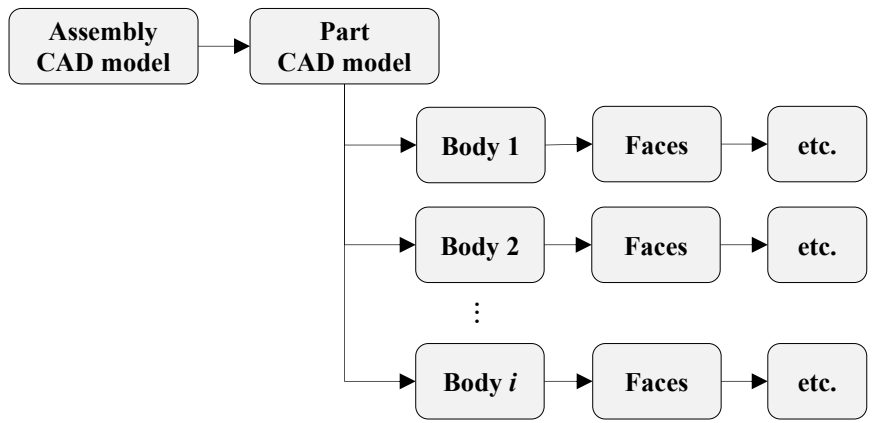 Assembly
CAD model
Part
CAD model
Body 1
Faces
etc.
Body 2
Faces
etc.
⋮
Body i
Faces
etc.